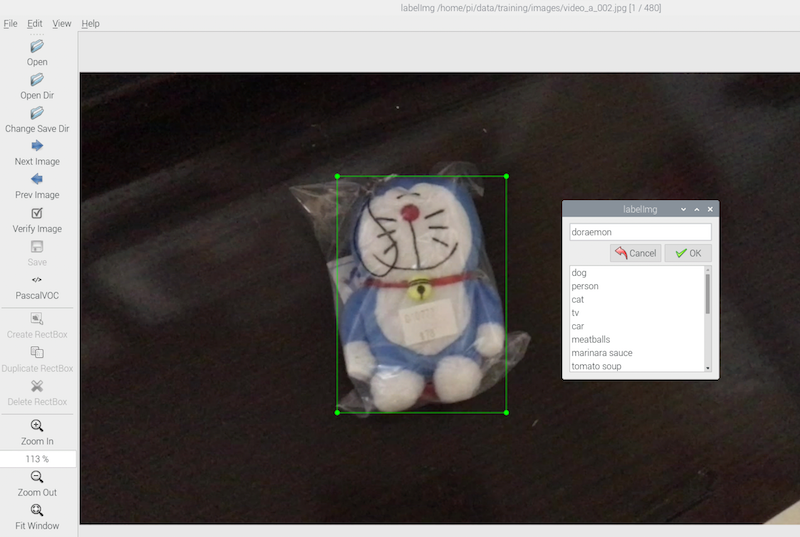 labelImg /home/pi/data/training/images/video_a_002.jpg [1 / 480]
File Edit View Help
Open
Open Dir
Change Save Dir
Next Image
Prev Image
Verify Image
Save
</>
PascalVOC
Create RectBox
Duplicate RectBox
Delete RectBox
Zoom In
113 %
Zoom Out
Fit Window
labelImg
doraemon
Cancel OK
dog
person
cat
tv
car
meatballs
marinara sauce
tomato soup